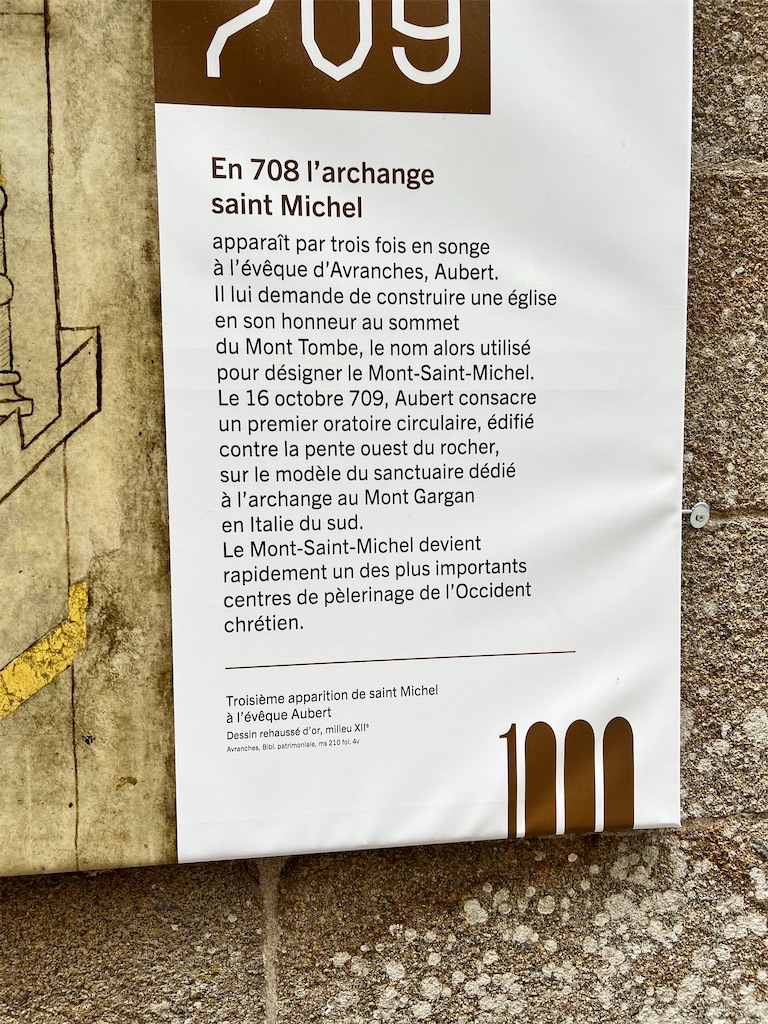 709
En 708 l'archange
saint Michel
apparaît par trois fois en songe
à l'évêque d'Avranches, Aubert.
Il lui demande de construire une église
en son honneur au sommet
du Mont Tombe, le nom alors utilisé
pour désigner le Mont-Saint-Michel.
Le 16 octobre 709, Aubert consacre
un premier oratoire circulaire, édifié
contre la pente ouest du rocher,
sur le modèle du sanctuaire dédié
à l'archange au Mont Gargan
en Italie du sud.
Le Mont-Saint-Michel devient
rapidement un des plus importants
centres de pèlerinage de l'Occident
chrétien.
Troisième apparition de saint Michel
à l'évêque Aubert
Dessin rehaussé d'or, milieu XIIᵉ
Avranches, Bibl. patrimoniale, ms 210 fol. 4v
1000